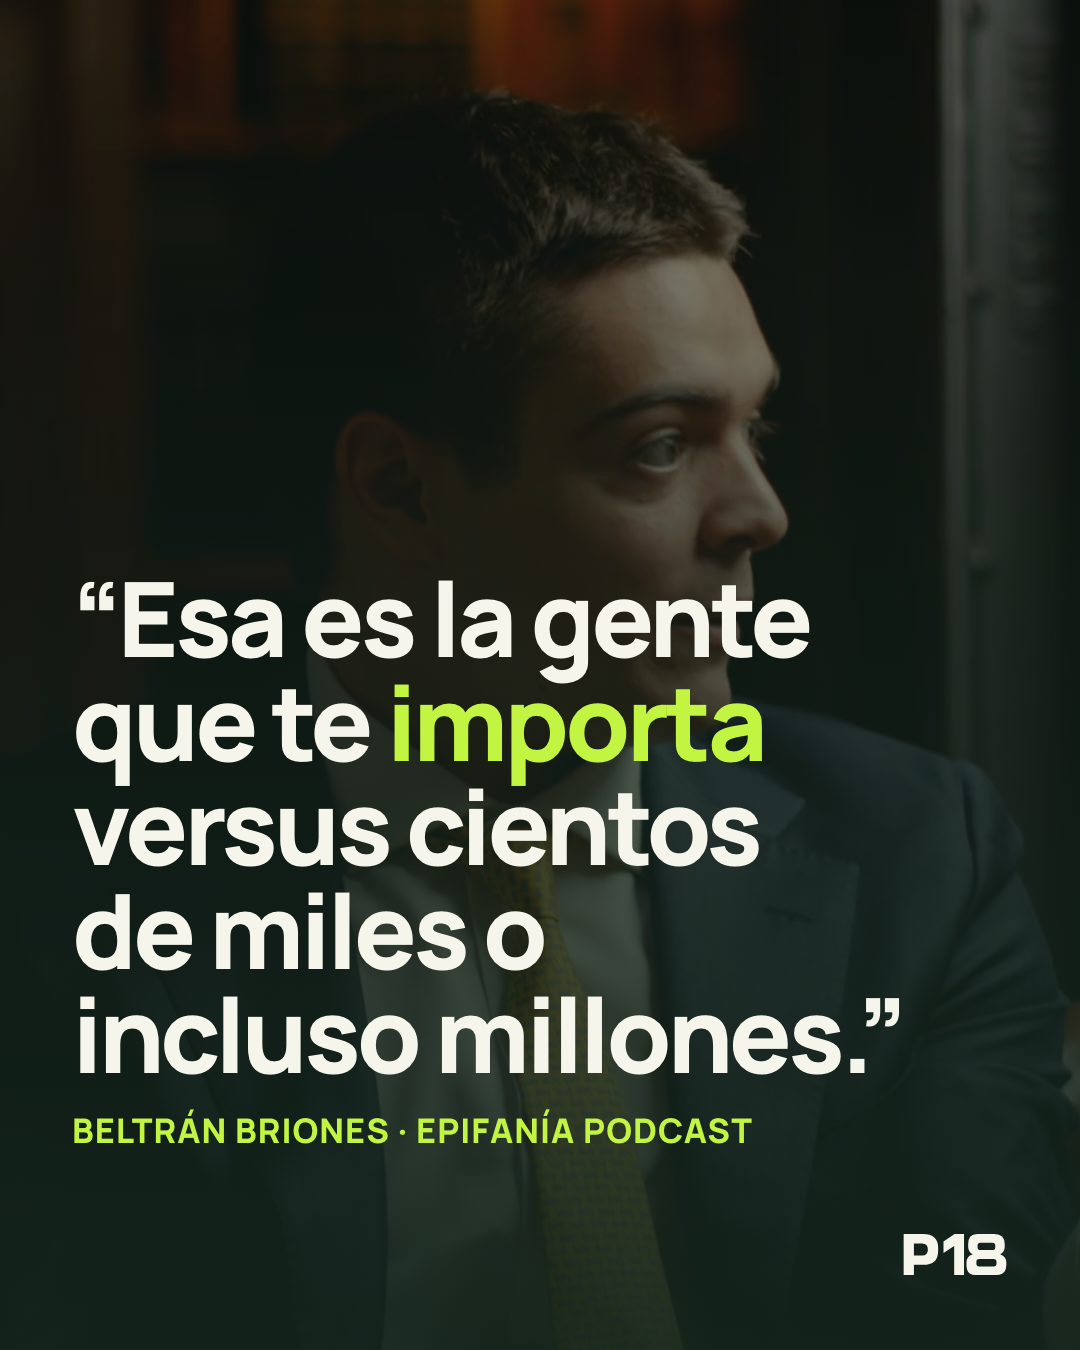 “Esa es la gente
que te importa
versus cientos
de miles o
incluso millones.”
BELTRÁN BRIONES · EPIFANÍA PODCAST
P18